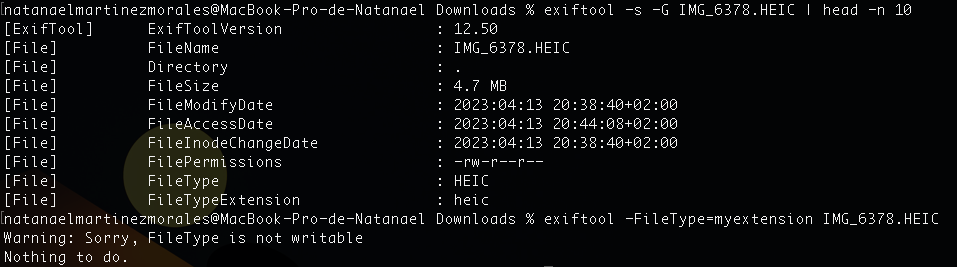 natanaelmartinezmorales@MacBook-Pro-de-Natanael Downloads % exiftool -s -G IMG_6378.HEIC | head -n 10
[ExifTool] ExifToolVersion : 12.50
[File] FileName : IMG_6378.HEIC
[File] Directory : .
[File] FileSize : 4.7 MB
[File] FileModifyDate : 2023:04:13 20:38:40+02:00
[File] FileAccessDate : 2023:04:13 20:44:08+02:00
[File] FileInodeChangeDate : 2023:04:13 20:38:40+02:00
[File] FilePermissions : -rw-r--r--
[File] FileType : HEIC
[File] FileTypeExtension : heic
natanaelmartinezmorales@MacBook-Pro-de-Natanael Downloads % exiftool -FileType=myextension IMG_6378.HEIC
Warning: Sorry, FileType is not writable
Nothing to do.